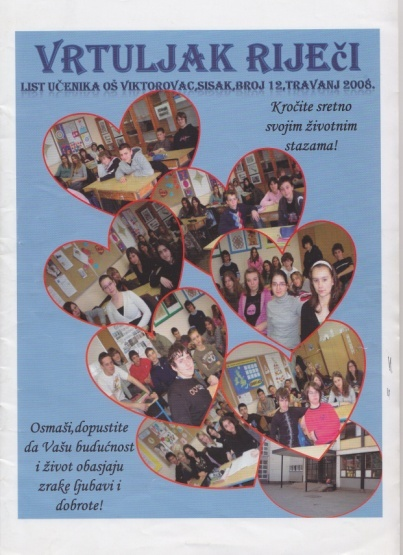 VRTULJAK RIJEČI
LIST UČENIKA OŠ VIKTOROVAC,SISAK,BROJ 12,TRAVANJ 2008.
Kročite sretno
svojim životnim
stazama!
Osmaši,dopustite
da Vašu budućnost
i život obasjaju
zrake ljubavi i
dobrote!